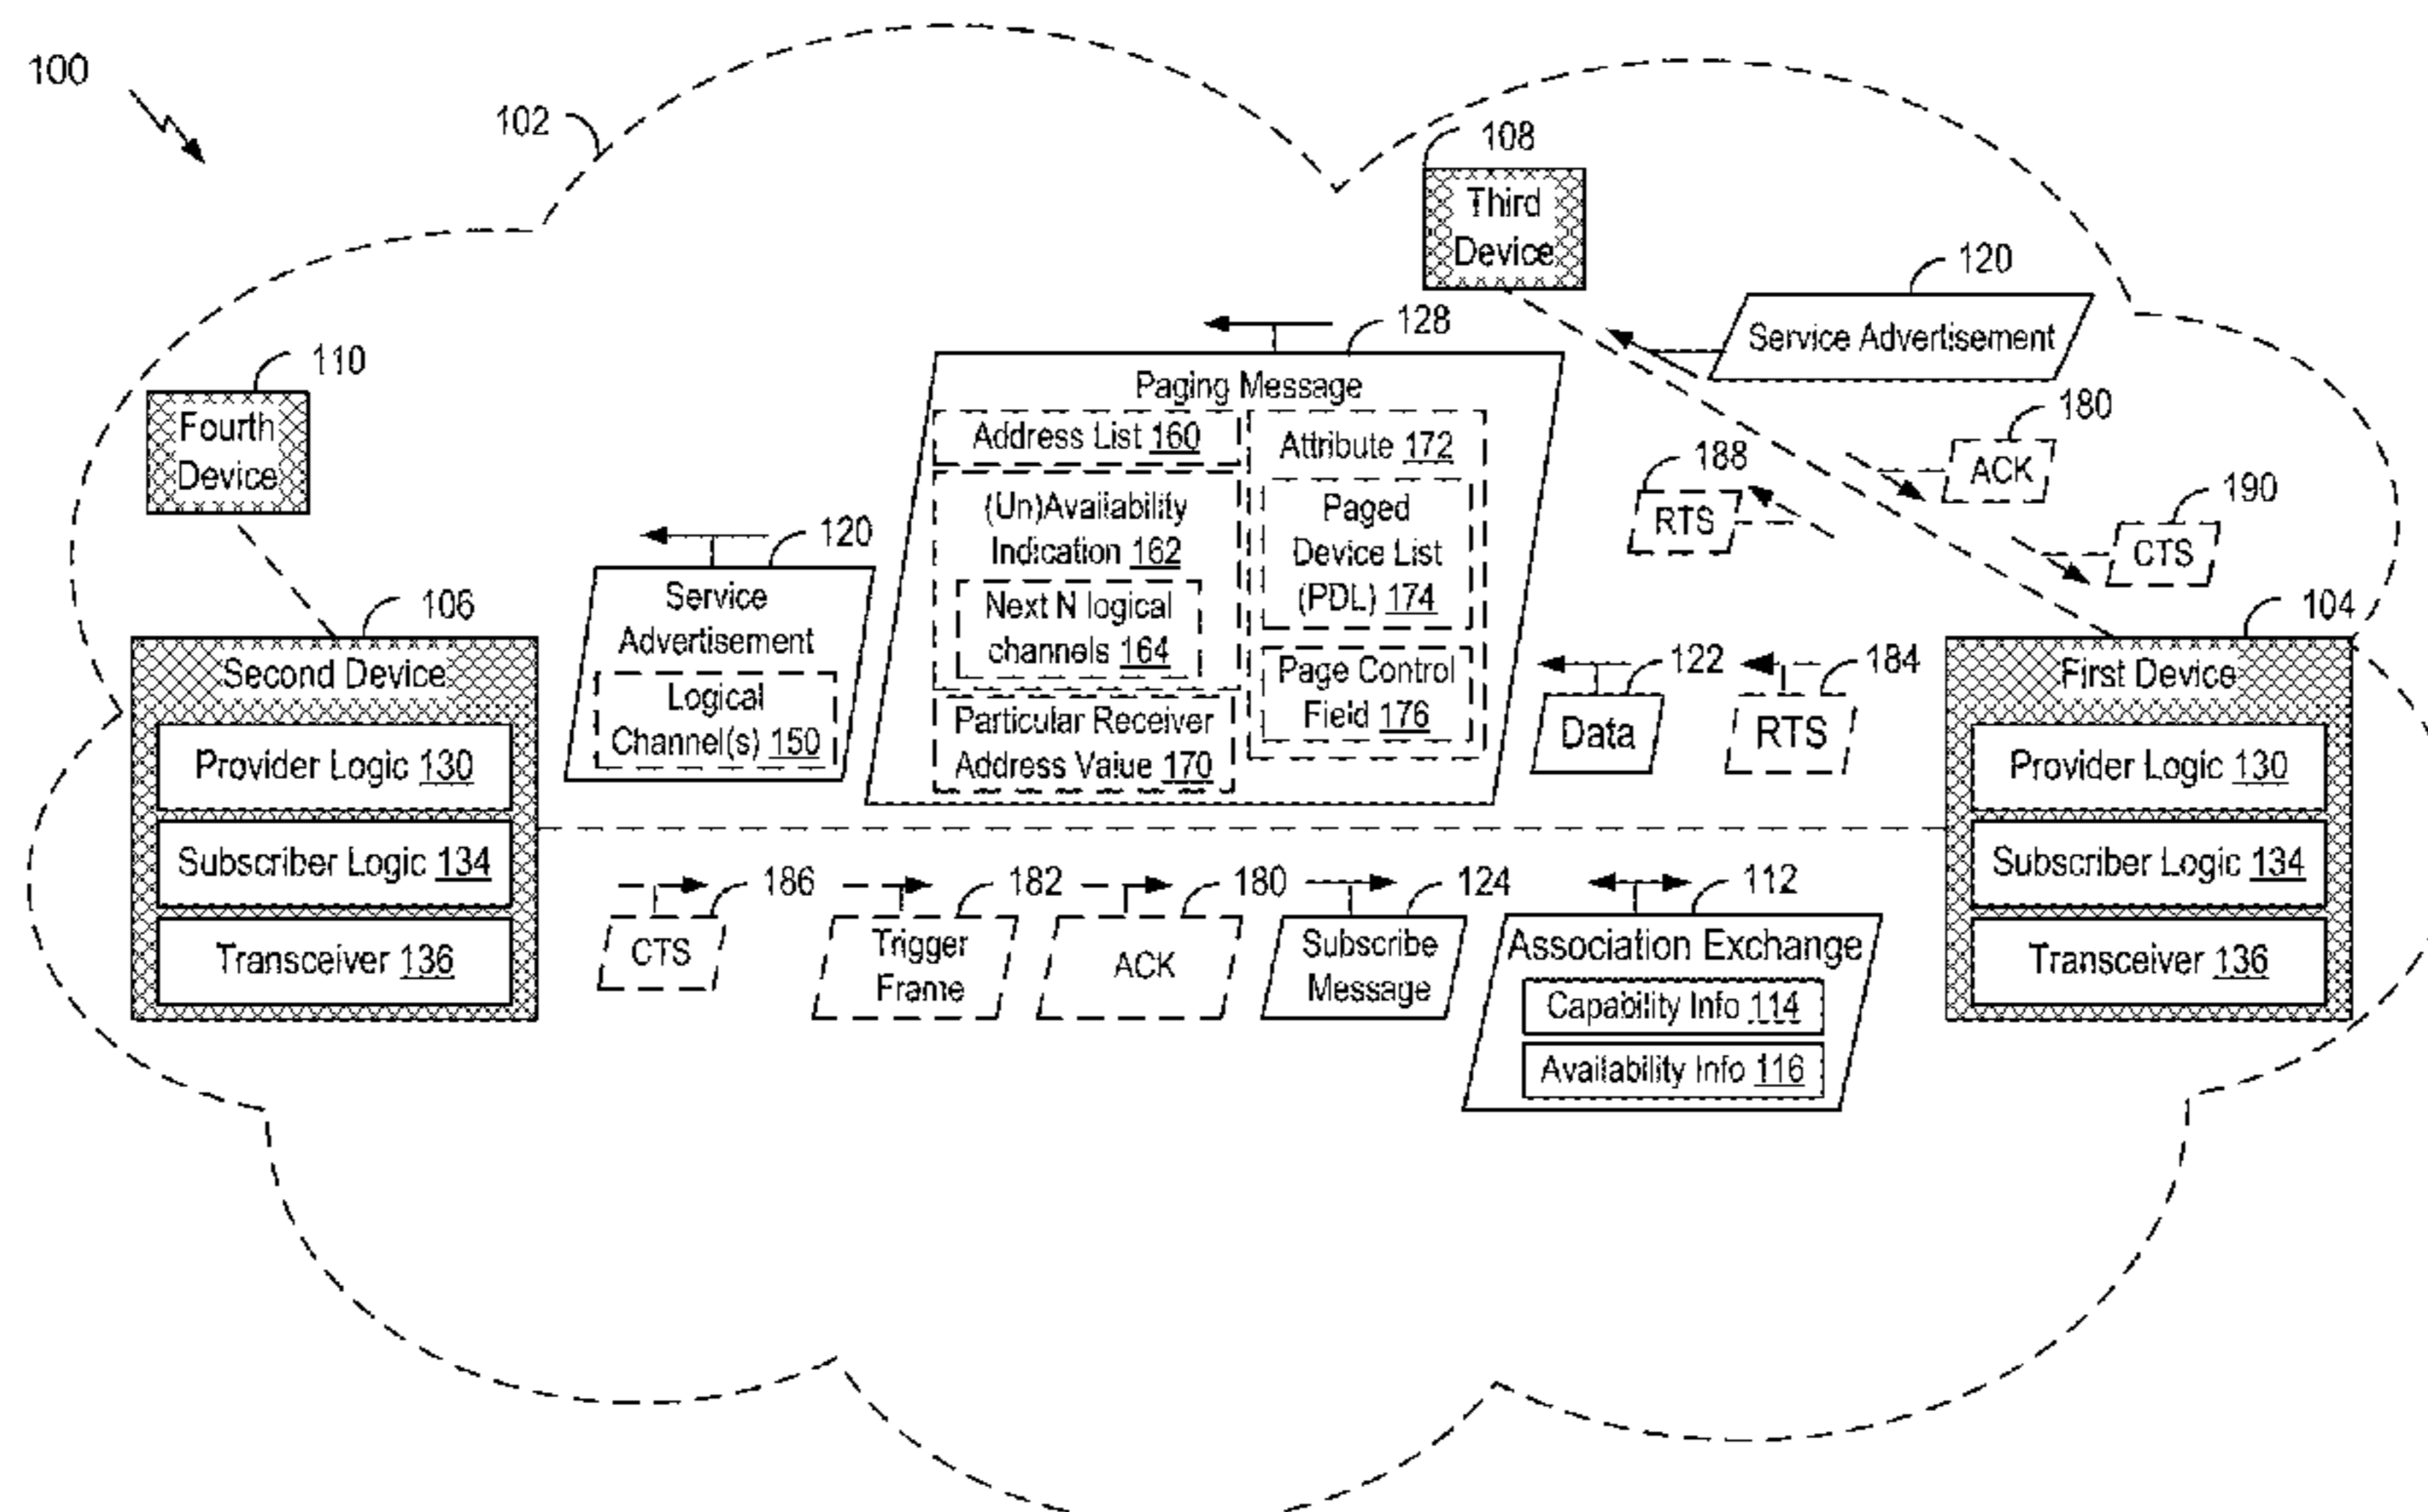 100
102
108
Third
Device
120
Service Advertisement
128
110
Fourth
Device
Paging Message
Address List 160
(Un)Availability
Indication 162
Next N logical
channels 164
Particular Receiver
Address Value 170
Attribute 172
Paged
Device List
(PDL) 174
Page Control
Field 176
180
ACK
188
RTS
190
CTS
120
Service
Advertisement
Logical
Channel(s) 150
106
Second Device
Provider Logic 130
Subscriber Logic 134
Transceiver 136
122
Data
184
RTS
104
First Device
Provider Logic 130
Subscriber Logic 134
Transceiver 136
186
CTS
182
Trigger
Frame
180
ACK
124
Subscribe
Message
112
Association Exchange
Capability Info 114
Availability Info 116